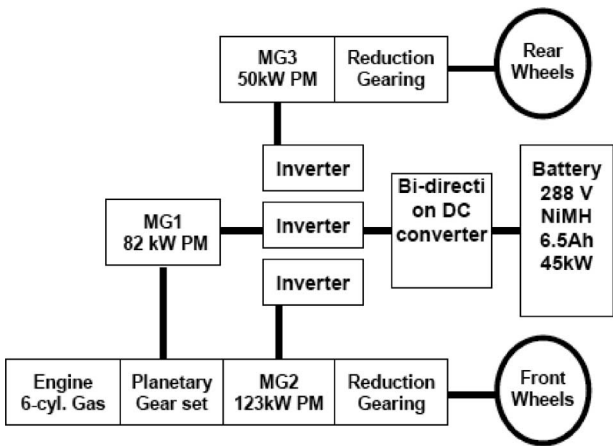 MG3
50kW PM
Reduction
Gearing
Rear
Wheels
Inverter
Bi-directi
on DC
converter
Battery
288 V
NiMH
6.5Ah
45kW
MG1
82 kW PM
Inverter
Inverter
Engine
6-cyl. Gas
Planetary
Gear set
MG2
123kW PM
Reduction
Gearing
Front
Wheels